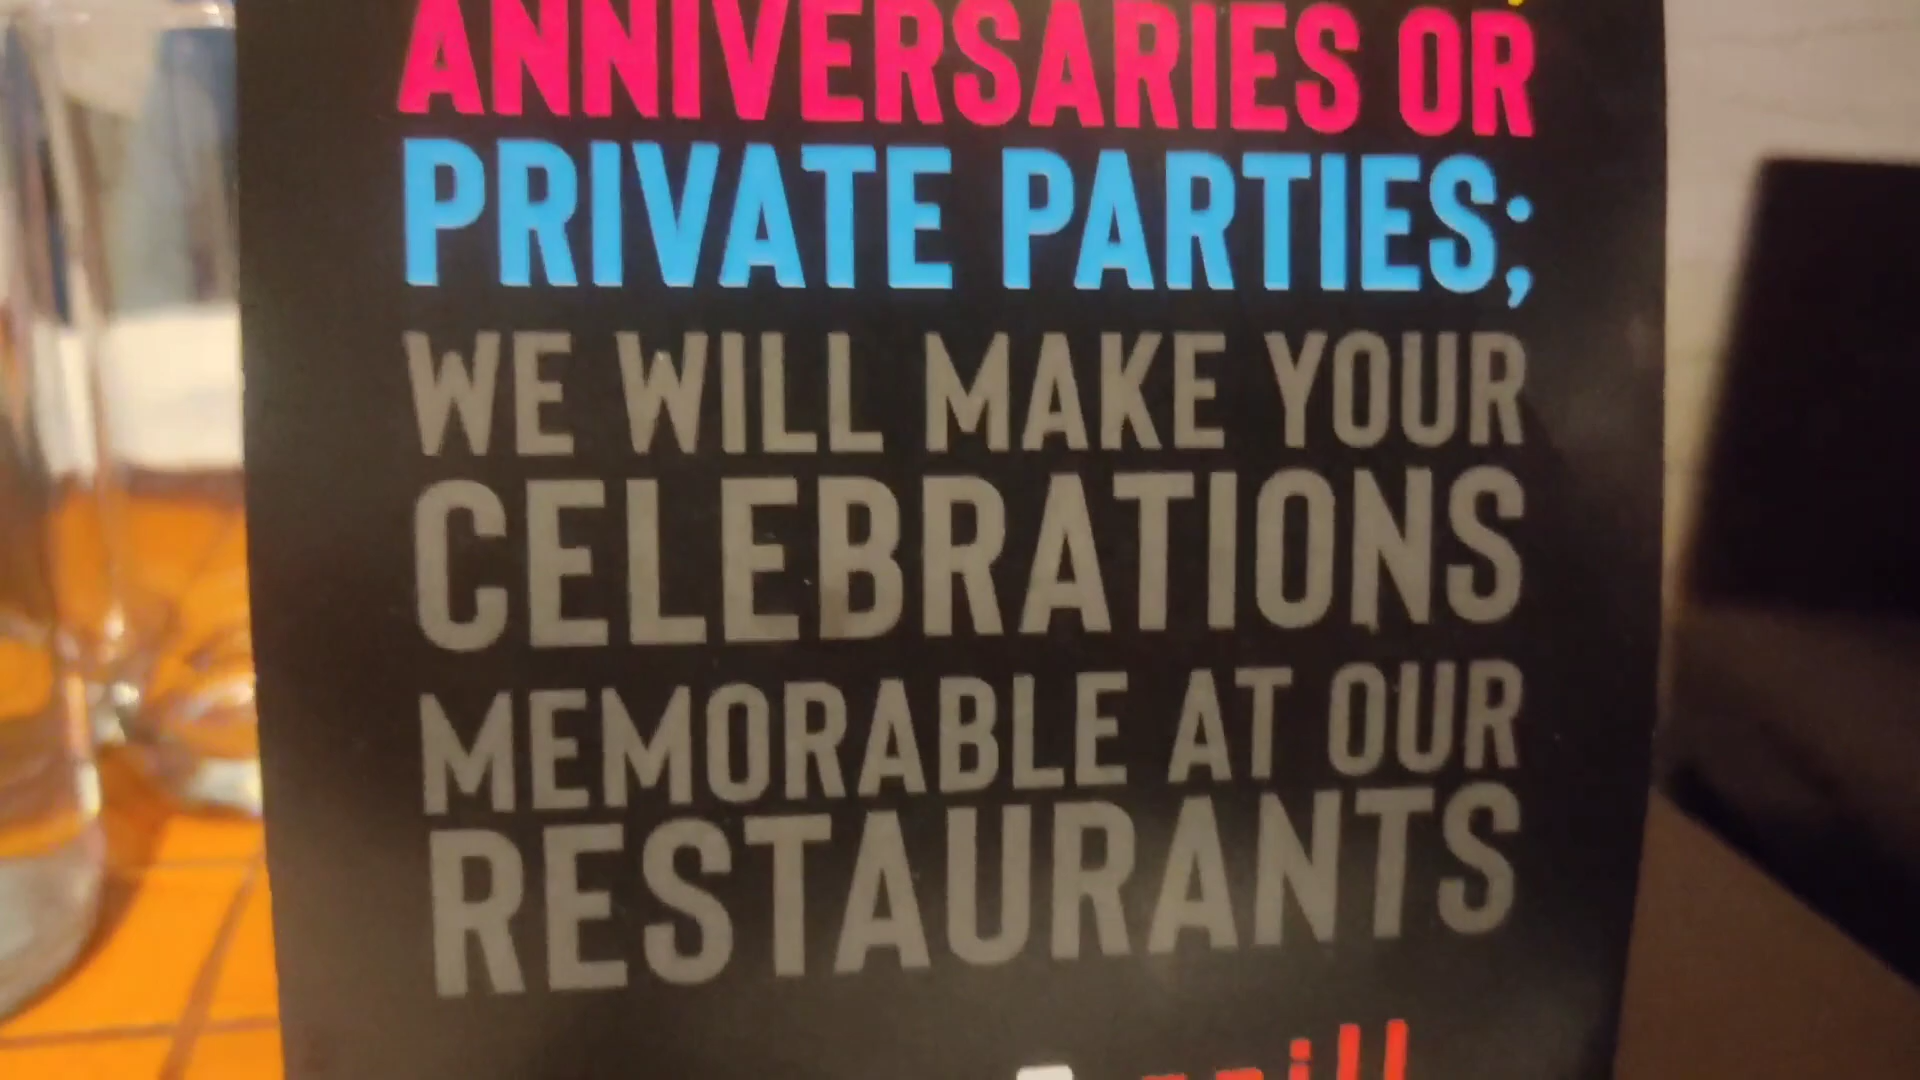 ANNIVERSARIES OR
PRIVATE PARTIES;
WE WILL MAKE YOUR
CELEBRATIONS
MEMORABLE AT OUR
RESTAURANTS